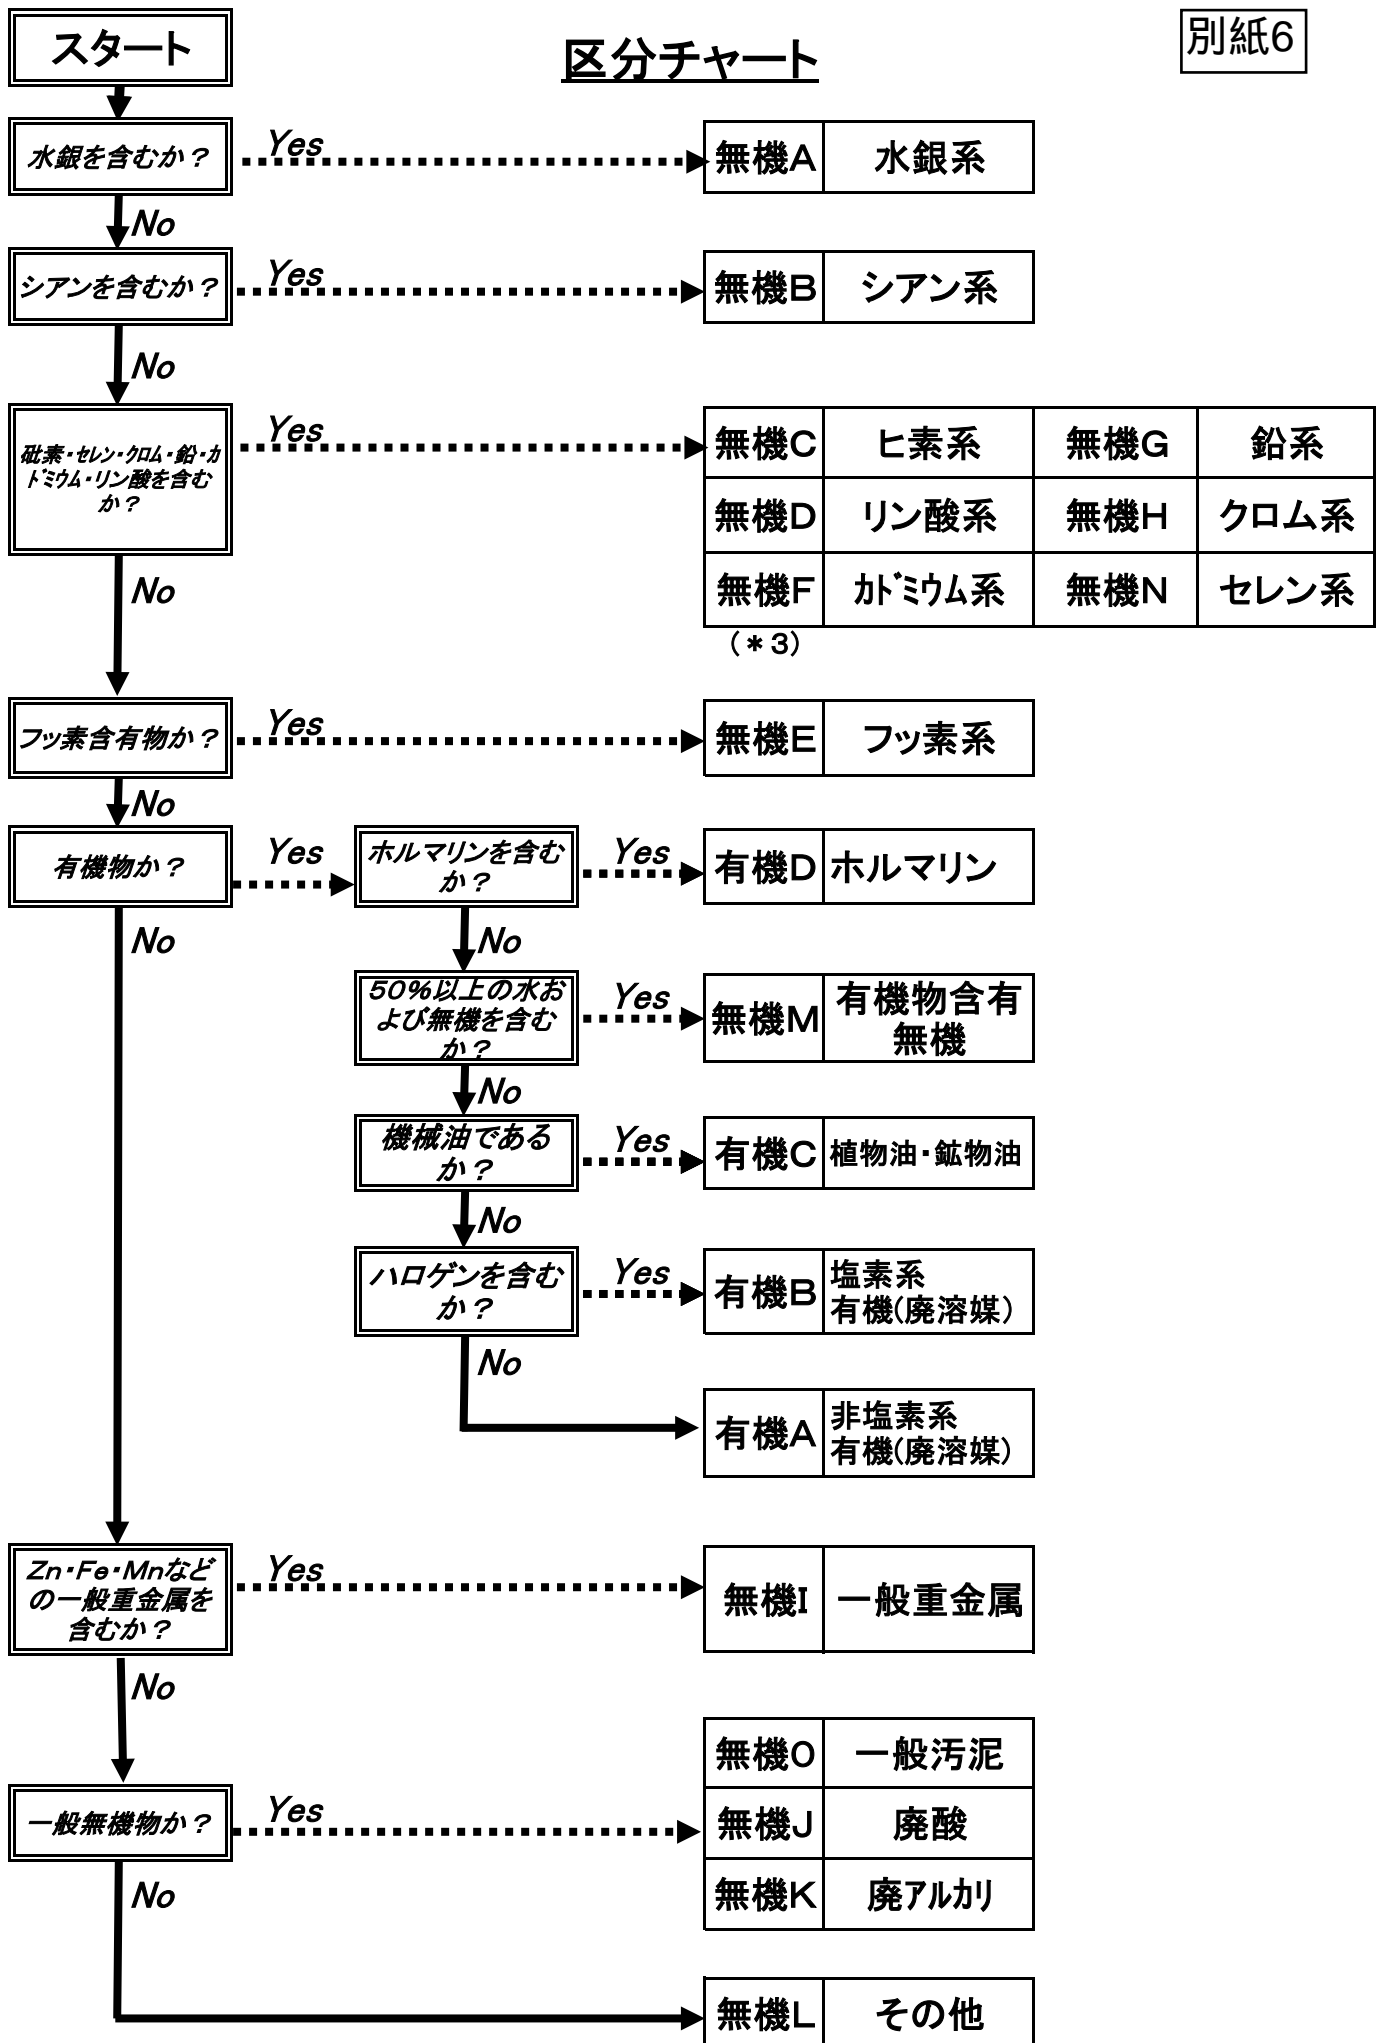 スタート
区分チャート
別紙6
水銀を含むか？
Yes
無機A
水銀系
No
シアンを含むか？
Yes
無機B
シアン系
No
砒素・ｾﾚﾝ・ｸﾛﾑ・鉛・ｶ
ﾄﾞﾐｳﾑ・リン酸を含む
か？
Yes
無機C
ヒ素系
無機G
鉛系
無機D
リン酸系
無機H
クロム系
無機F
ｶﾄﾞﾐｳﾑ系
無機N
セレン系
(＊3)
No
フッ素含有物か？
Yes
無機E
フッ素系
No
有機物か？
Yes
ホルマリンを含む
か？
Yes
有機D
ホルマリン
No
No
50%以上の水お
よび無機を含む
か？
Yes
無機M
有機物含有
無機
No
機械油である
か？
Yes
有機C
植物油・鉱物油
No
ハロゲンを含む
か？
Yes
有機B
塩素系
有機(廃溶媒)
No
有機A
非塩素系
有機(廃溶媒)
Zn・Fe・Mnなど
の一般重金属を
含むか？
Yes
無機I
一般重金属
No
無機O
一般汚泥
一般無機物か？
Yes
無機J
廃酸
無機K
廃ｱﾙｶﾘ
No
無機L
その他